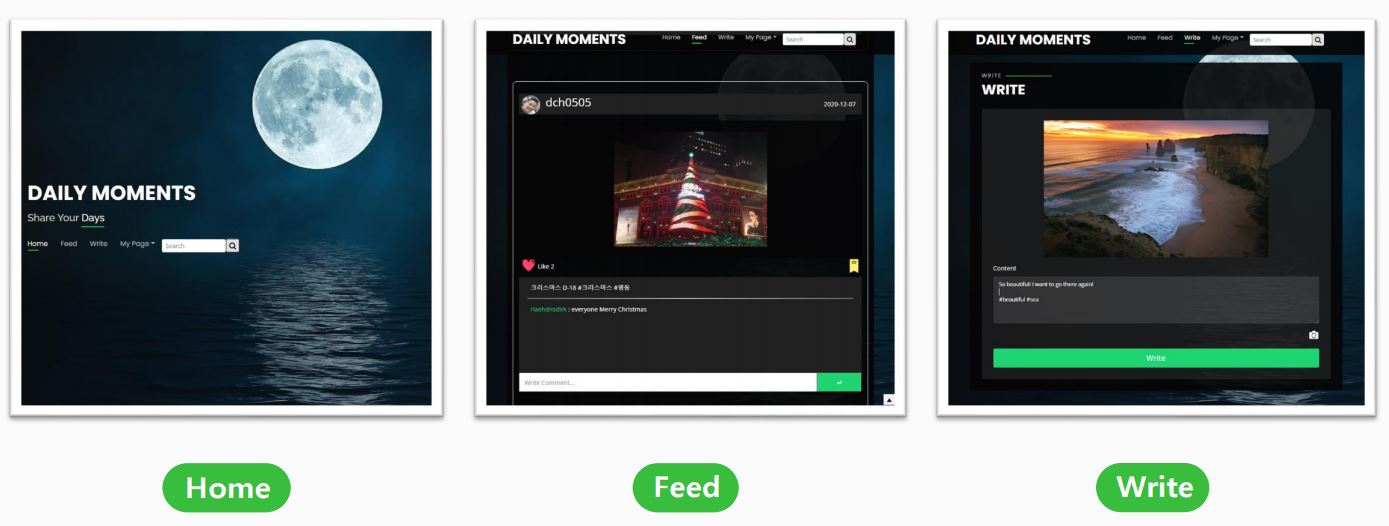 DAILY MOMENTS
Share Your Days
Home Feed Write My Page Search
DAILY MOMENTS Home Feed Write My Page Search
dch0505 2020-12-07
Like 2
크리스마스 D-18 #크리스마스 #명동
rlaehdnsdlrk : everyone Merry Christmas
Write Comment...
DAILY MOMENTS Home Feed Write My Page Search
WRITE
WRITE
Content
So beautiful! I want to go there again!
#beautiful #sea
Write
Home
Feed
Write